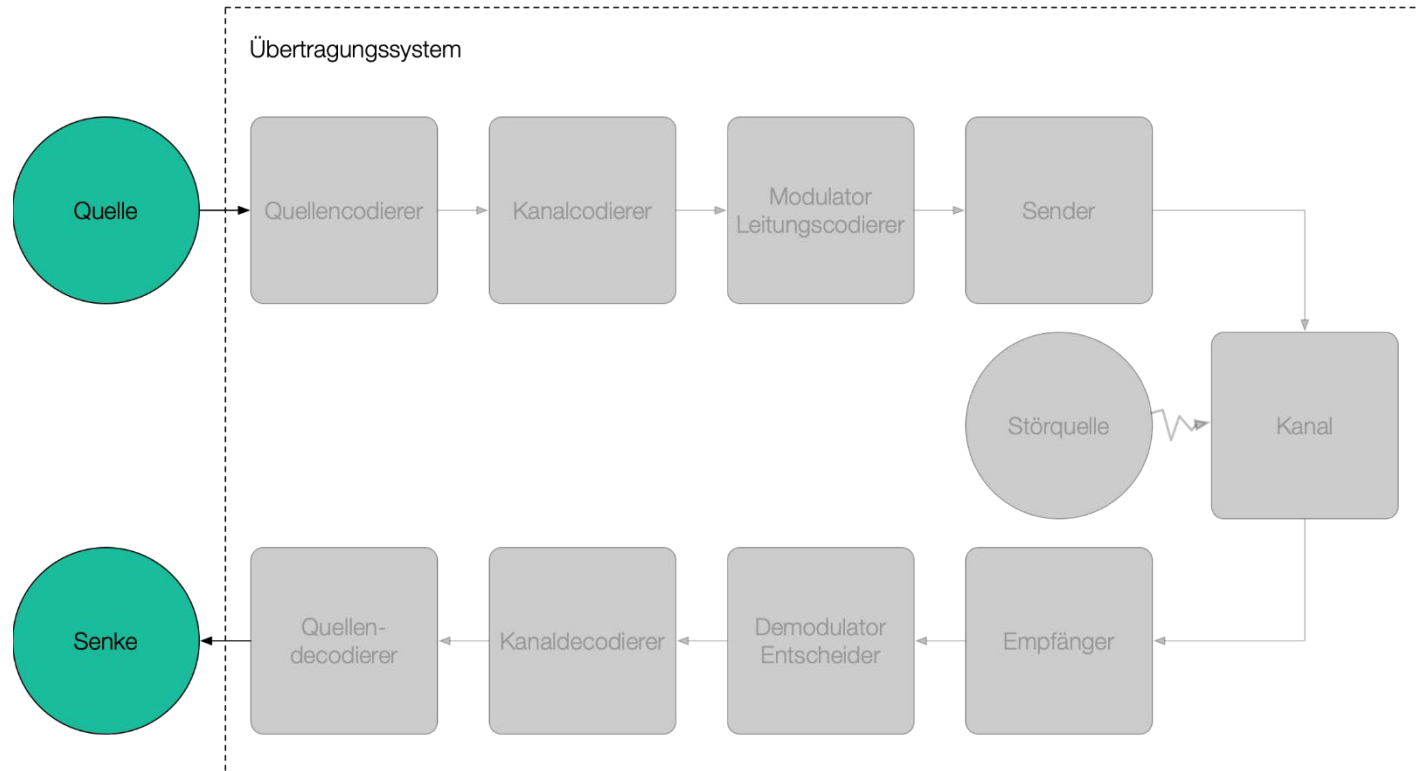 Übertragungssystem
Quelle
Quellencodierer
Kanalcodierer
Modulator
Leitungscodierer
Sender
Störquelle
Kanal
Senke
Quellen-
decodierer
Kanaldecodierer
Demodulator
Entscheider
Empfänger